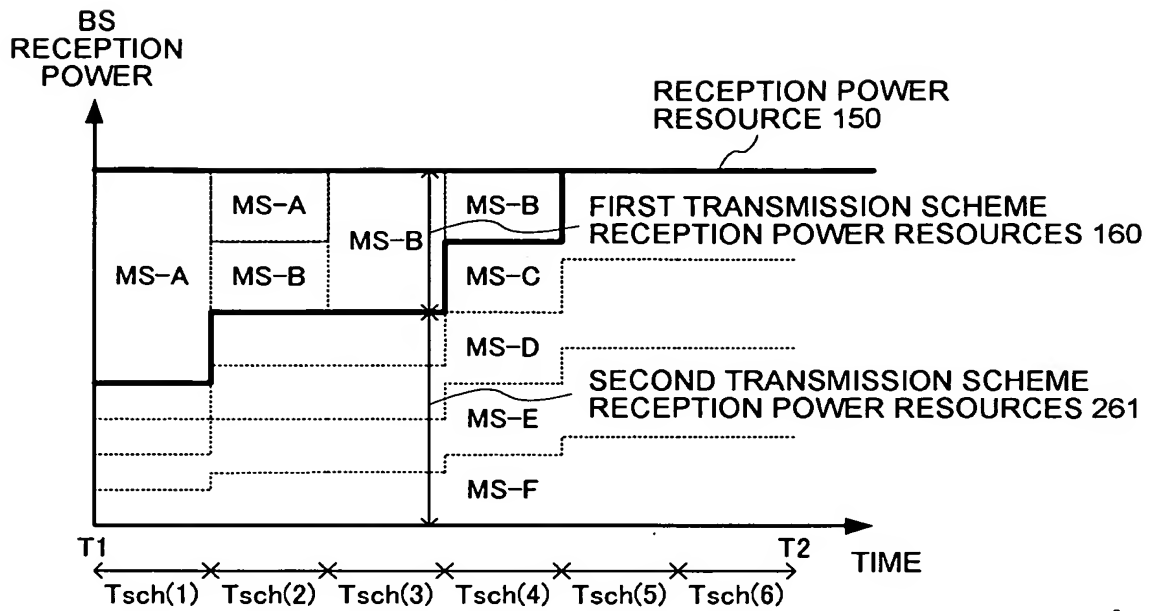 BS
RECEPTION
POWER
RECEPTION POWER
RESOURCE 150
MS-A
MS-B
MS-B
FIRST TRANSMISSION SCHEME
RECEPTION POWER RESOURCES 160
MS-A
MS-B
MS-C
MS-D
SECOND TRANSMISSION SCHEME
RECEPTION POWER RESOURCES 261
MS-E
MS-F
T1
T2
TIME
Tsch(1)
Tsch(2)
Tsch(3)
Tsch(4)
Tsch(5)
Tsch(6)